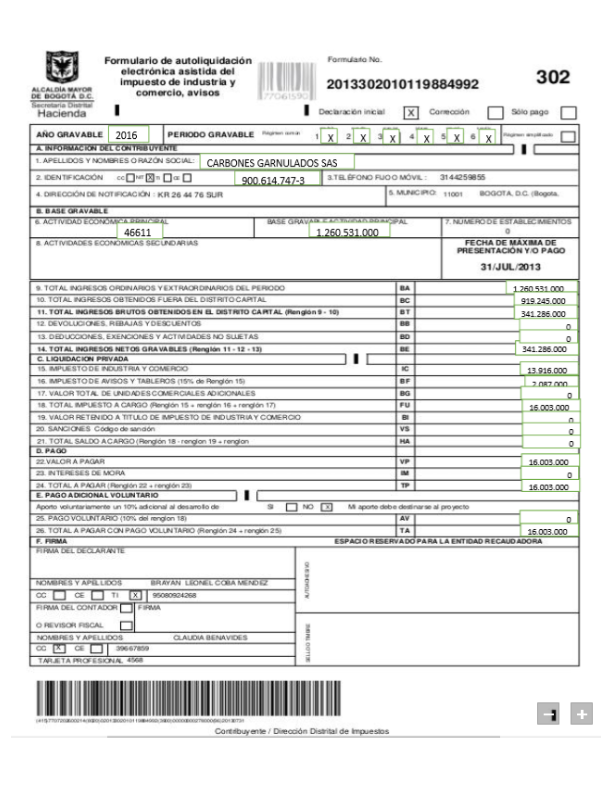 ALCALDÍA MAYOR
DE BOGOTÁ D.C.
Secretaría Distrital
Hacienda
Formulario de autoliquidación
electrónica asistida del
impuesto de industria y
comercio, avisos
77061590
Formulario No.
2013302010119884992
302
Declaración inicial X Corrección Sólo pago
AÑO GRAVABLE 2016 PERIODO GRAVABLE Régimen común 1 X 2 X 3 X 4 X 5 X 6 X Régimen simplificado
A. INFORMACION DEL CONTRIBUYENTE
1. APELLIDOS Y NOMBRES O RAZÓN SOCIAL: CARBONES GARNULADOS SAS
2. IDENTIFICACIÓN CC NIT X TI CE 900.614.747-3 3.TELÉFONO FIJO O MÓVIL : 3144259855
4. DIRECCIÓN DE NOTIFICACIÓN : KR 26 44 76 SUR 5. MUNICIPIO: 11001 BOGOTA, D.C. (Bogota,
B. BASE GRAVABLE
6. ACTIVIDAD ECONÓMICA PRINCIPAL BASE GRAVABLE ACTIVIDAD PRINCIPAL 7. NUMERO DE ESTABLECIMIENTOS
46611 1.260.531.000 0
8. ACTIVIDADES ECONOMICAS SECUNDARIAS FECHA DE MÁXIMA DE
PRESENTACIÓN Y/O PAGO
31/JUL/2013
9. TOTAL INGRESOS ORDINARIOS Y EXTRAORDINARIOS DEL PERIODO BA 1.260.531.000
10. TOTAL INGRESOS OBTENIDOS FUERA DEL DISTRITO CAPITAL BC 919.245.000
11. TOTAL INGRESOS BRUTOS OBTENIDOS EN EL DISTRITO CAPITAL (Renglón 9 - 10) BT 341.286.000
12. DEVOLUCIONES, REBAJAS Y DESCUENTOS BB 0
13. DEDUCCIONES, EXENCIONES Y ACTIVIDADES NO SUJETAS BD 0
14. TOTAL INGRESOS NETOS GRAVABLES (Renglón 11 - 12 - 13) BE 341.286.000
C. LIQUIDACION PRIVADA
15. IMPUESTO DE INDUSTRIA Y COMERCIO IC 13.916.000
16. IMPUESTO DE AVISOS Y TABLEROS (15% de Renglón 15) BF 2.087.000
17. VALOR TOTAL DE UNIDADES COMERCIALES ADICIONALES BG 0
18. TOTAL IMPUESTO A CARGO (Renglón 15 + renglón 16 + renglón 17) FU 16.003.000
19. VALOR RETENIDO A TITULO DE IMPUESTO DE INDUSTRIA Y COMERCIO BI 0
20. SANCIONES Código de sanción VS 0
21. TOTAL SALDO A CARGO (Renglón 18 - renglon 19 + renglon HA 0
D. PAGO
22.VALOR A PAGAR VP 16.003.000
23. INTERESES DE MORA IM 0
24. TOTAL A PAGAR (Renglón 22 + renglón 23) TP 16.003.000
E. PAGO ADICIONAL VOLUNTARIO
Aporto voluntariamente un 10% adicional al desarrollo de SI NO X Mi aporte debe destinarse al proyecto
25. PAGO VOLUNTARIO (10% del renglon 18) AV 0
26. TOTAL A PAGAR CON PAGO VOLUNTARIO (Renglón 24 + renglón 25) TA 16.003.000
F. FIRMA ESPACIO RESERVADO PARA LA ENTIDAD RECAUDADORA
FIRMA DEL DECLARANTE
NOMBRES Y APELLIDOS BRAYAN LEONEL COBA MENDEZ
CC CE TI X 95080924268
FIRMA DEL CONTADOR FIRMA
O REVISOR FISCAL
NOMBRES Y APELLIDOS CLAUDIA BENAVIDES
CC X CE 39667859
TARJETA PROFESIONAL 4568
Contribuyente / Dirección Distrital de Impuestos